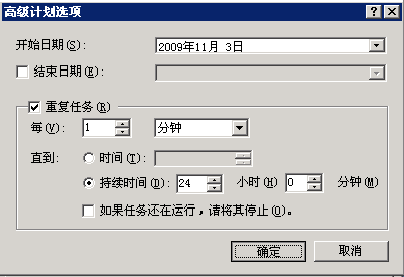 高级计划选项
开始日期(S): 2009年11月 3日
结束日期(E):
重复任务(R)
每(V): 1 分钟
直到: 时间(T):
持续时间(D): 24 小时(H) 0 分钟(M)
如果任务还在运行，请将其停止(O)。
确定 取消